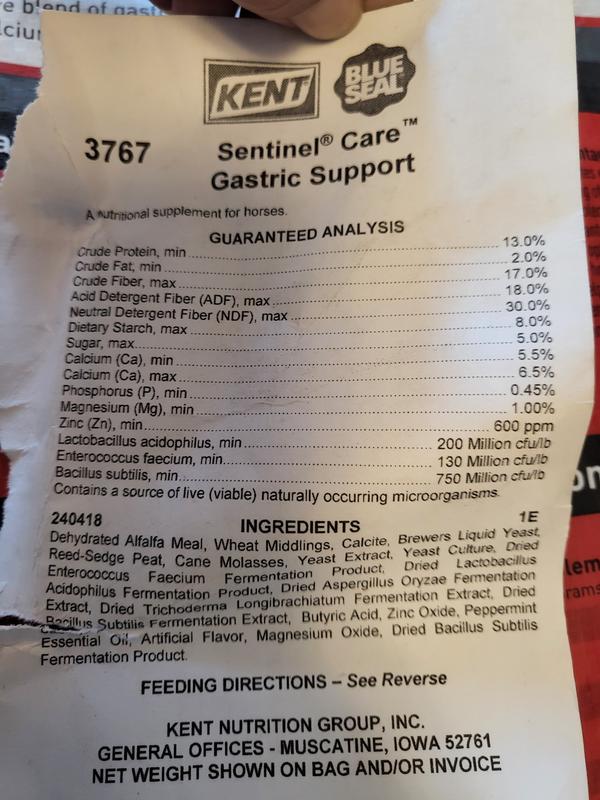 e blend of gast
lciu
KENT
BLUE SEAL
3767
Sentinel® Care™
Gastric Support
A nutritional supplement for horses.
GUARANTEED ANALYSIS
Crude Protein, min 13.0%
Crude Fat, min 2.0%
Crude Fiber, max 17.0%
Acid Detergent Fiber (ADF), max 18.0%
Neutral Detergent Fiber (NDF), max 30.0%
Dietary Starch, max 8.0%
Sugar, max 5.0%
Calcium (Ca), min 5.5%
Calcium (Ca), max 6.5%
Phosphorus (P), min 0.45%
Magnesium (Mg), min 1.00%
Zinc (Zn), min 600 ppm
Lactobacillus acidophilus, min 200 Million cfu/lb
Enterococcus faecium, min 130 Million cfu/lb
Bacillus subtilis, min 750 Million cfu/lb
Contains a source of live (viable) naturally occurring microorganisms.
240418 INGREDIENTS 1E
Dehydrated Alfalfa Meal, Wheat Middlings, Calcite, Brewers Liquid Yeast,
Reed-Sedge Peat, Cane Molasses, Yeast Extract, Yeast Culture, Dried
Enterococcus Faecium Fermentation Product, Dried Lactobacillus
Acidophilus Fermentation Product, Dried Aspergillus Oryzae Fermentation
Extract, Dried Trichoderma Longibrachiatum Fermentation Extract, Dried
Bacillus Subtilis Fermentation Extract, Butyric Acid, Zinc Oxide, Peppermint
Essential Oil, Artificial Flavor, Magnesium Oxide, Dried Bacillus Subtilis
Fermentation Product.
FEEDING DIRECTIONS – See Reverse
KENT NUTRITION GROUP, INC.
GENERAL OFFICES - MUSCATINE, IOWA 52761
NET WEIGHT SHOWN ON BAG AND/OR INVOICE